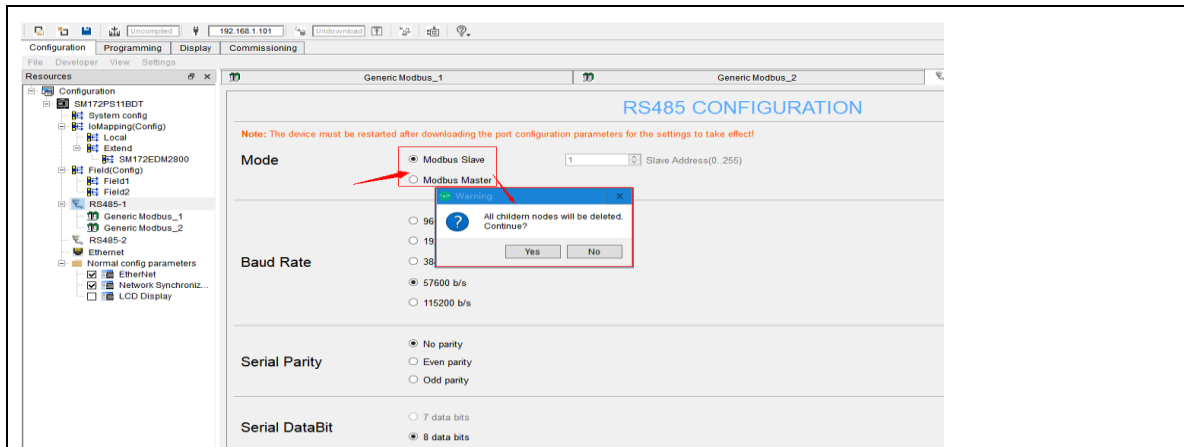 Uncompiled 192.168.1.101 Undownload
Configuration Programming Display Commissioning
File Developer View Settings
Resources
Generic Modbus_1 Generic Modbus_2
Configuration
SM172PS11BDT
System config
IoMapping(Config)
Local
Extend
SM172EDM2800
Field(Config)
Field1
Field2
RS485-1
Generic Modbus_1
Generic Modbus_2
RS485-2
Ethernet
Normal config parameters
EtherNet
Network Synchroniz...
LCD Display
RS485 CONFIGURATION
Note: The device must be restarted after downloading the port configuration parameters for the settings to take effect!
Mode
Modbus Slave
1 Slave Address(0..255)
Modbus Master
Warning
All childern nodes will be deleted.
Continue?
Yes No
Baud Rate
96
19
38
57600 b/s
115200 b/s
Serial Parity
No parity
Even parity
Odd parity
Serial DataBit
7 data bits
8 data bits